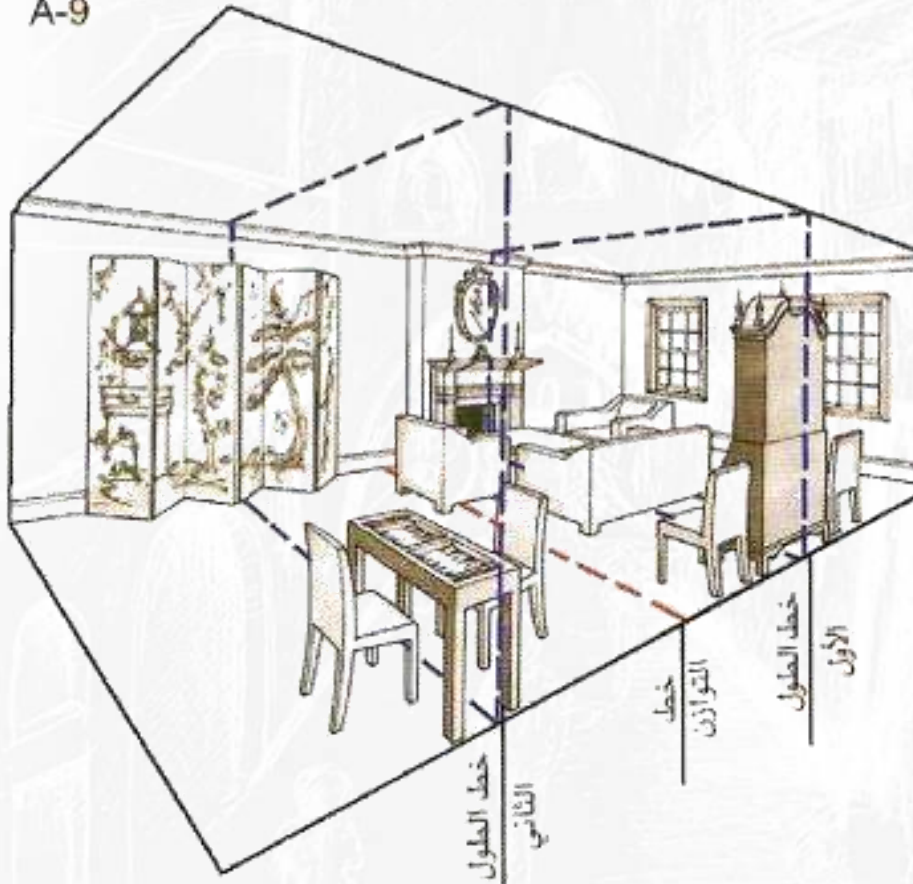 A-9
خط الطول
الأول
خط
التوازن
خط الطول
الثاني